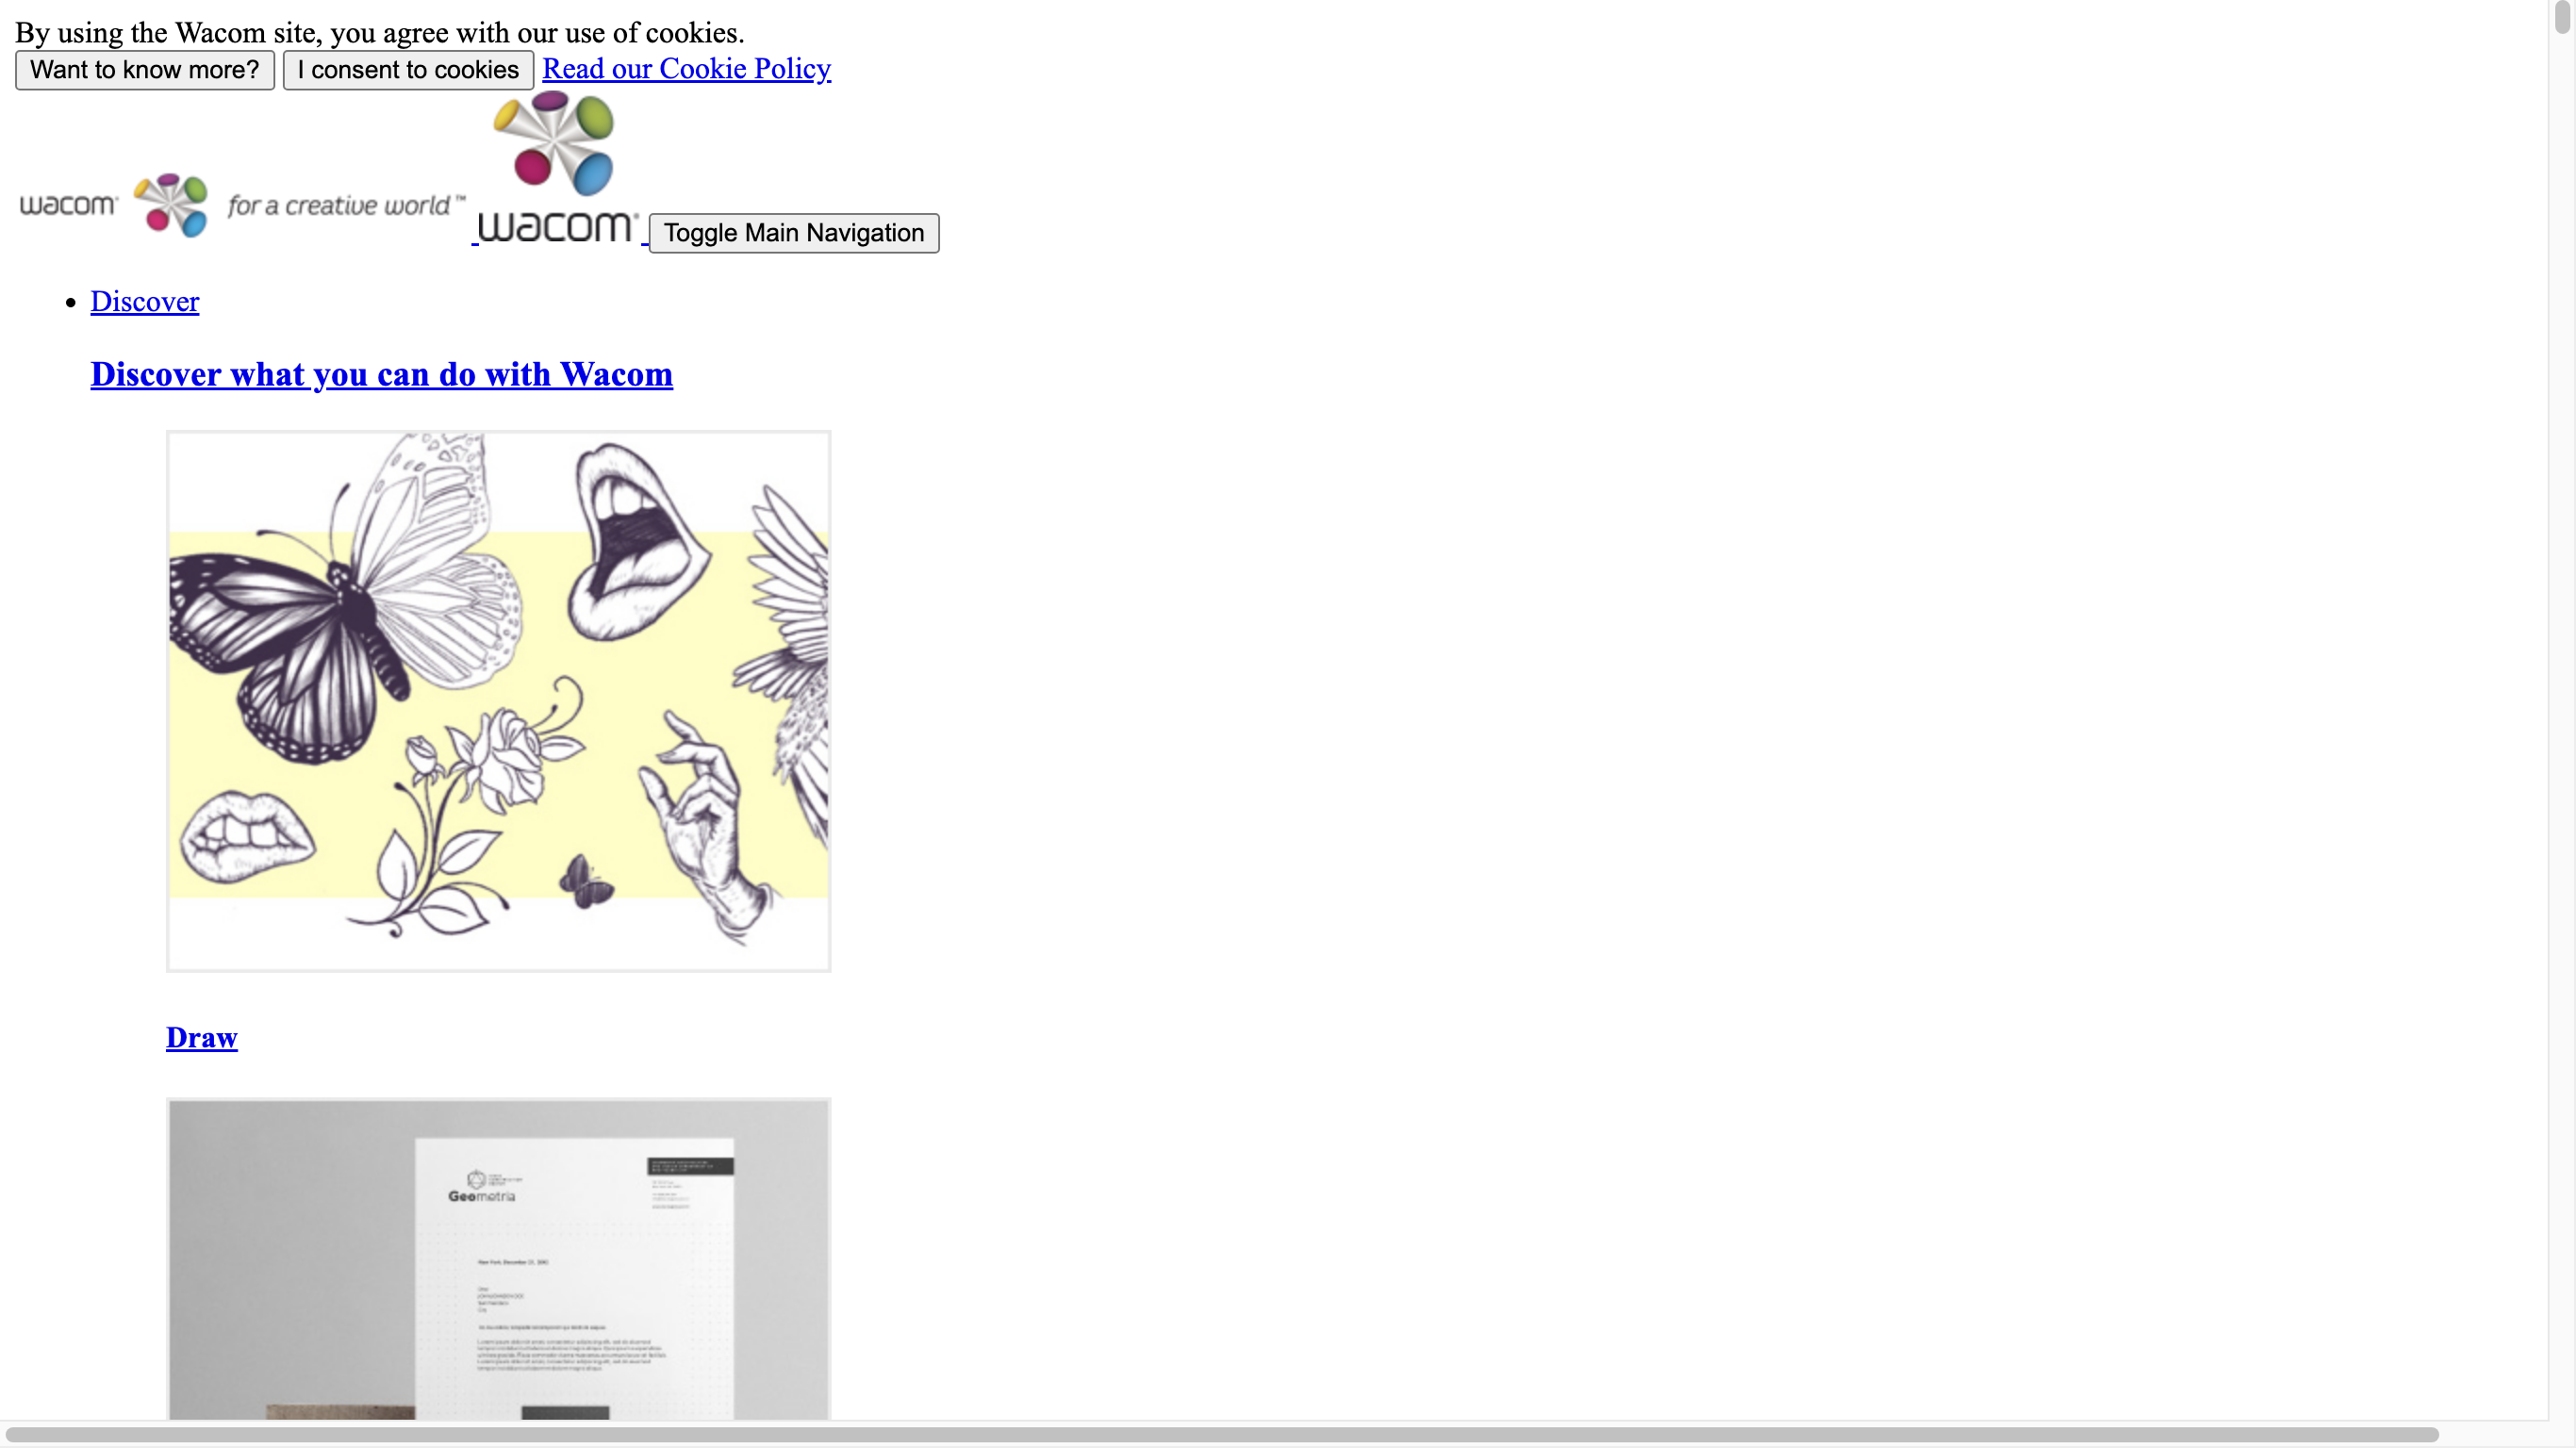 By using the Wacom site, you agree with our use of cookies.
Want to know more? I consent to cookies Read our Cookie Policy
wacom for a creative world™ wacom Toggle Main Navigation
Discover
Discover what you can do with Wacom
Draw
Geometria